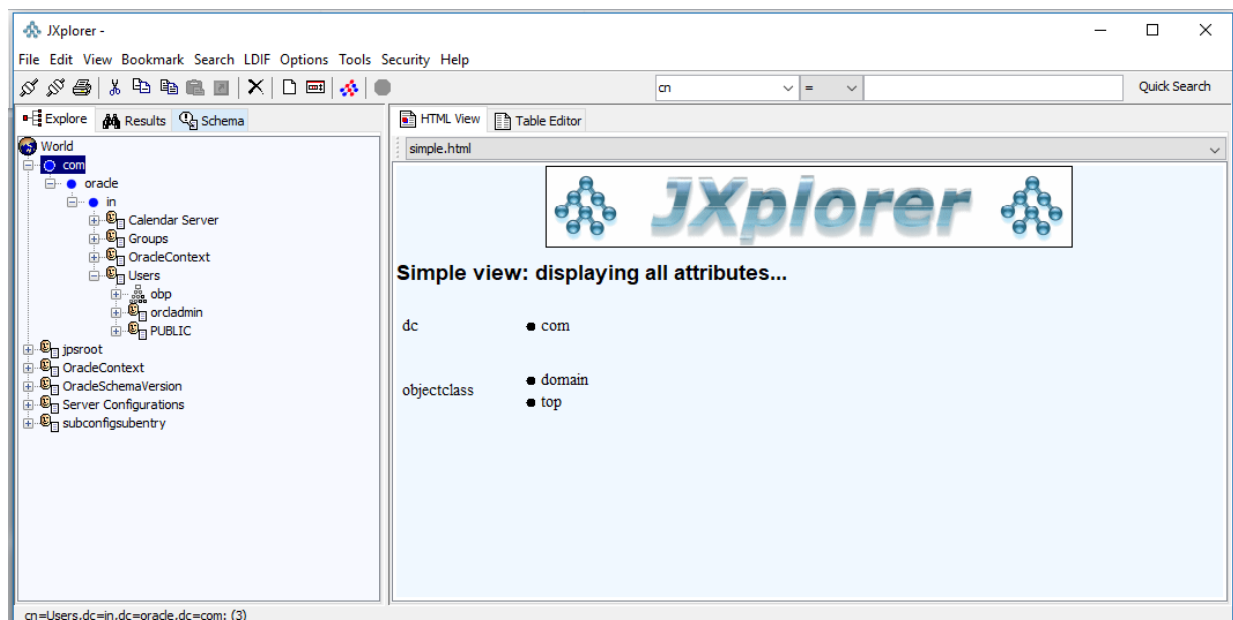 JXplorer -
File Edit View Bookmark Search LDIF Options Tools Security Help
cn = Quick Search
Explore Results Schema
HTML View Table Editor
World
simple.html
com
oracle
in
Calendar Server
Groups
OracleContext
Users
obp
orcladmin
PUBLIC
jpsroot
OracleContext
OracleSchemaVersion
Server Configurations
subconfigsubentry
JXplorer
Simple view: displaying all attributes...
dc com
objectclass domain
top
cn=Users,dc=in,dc=oracle,dc=com: (3)